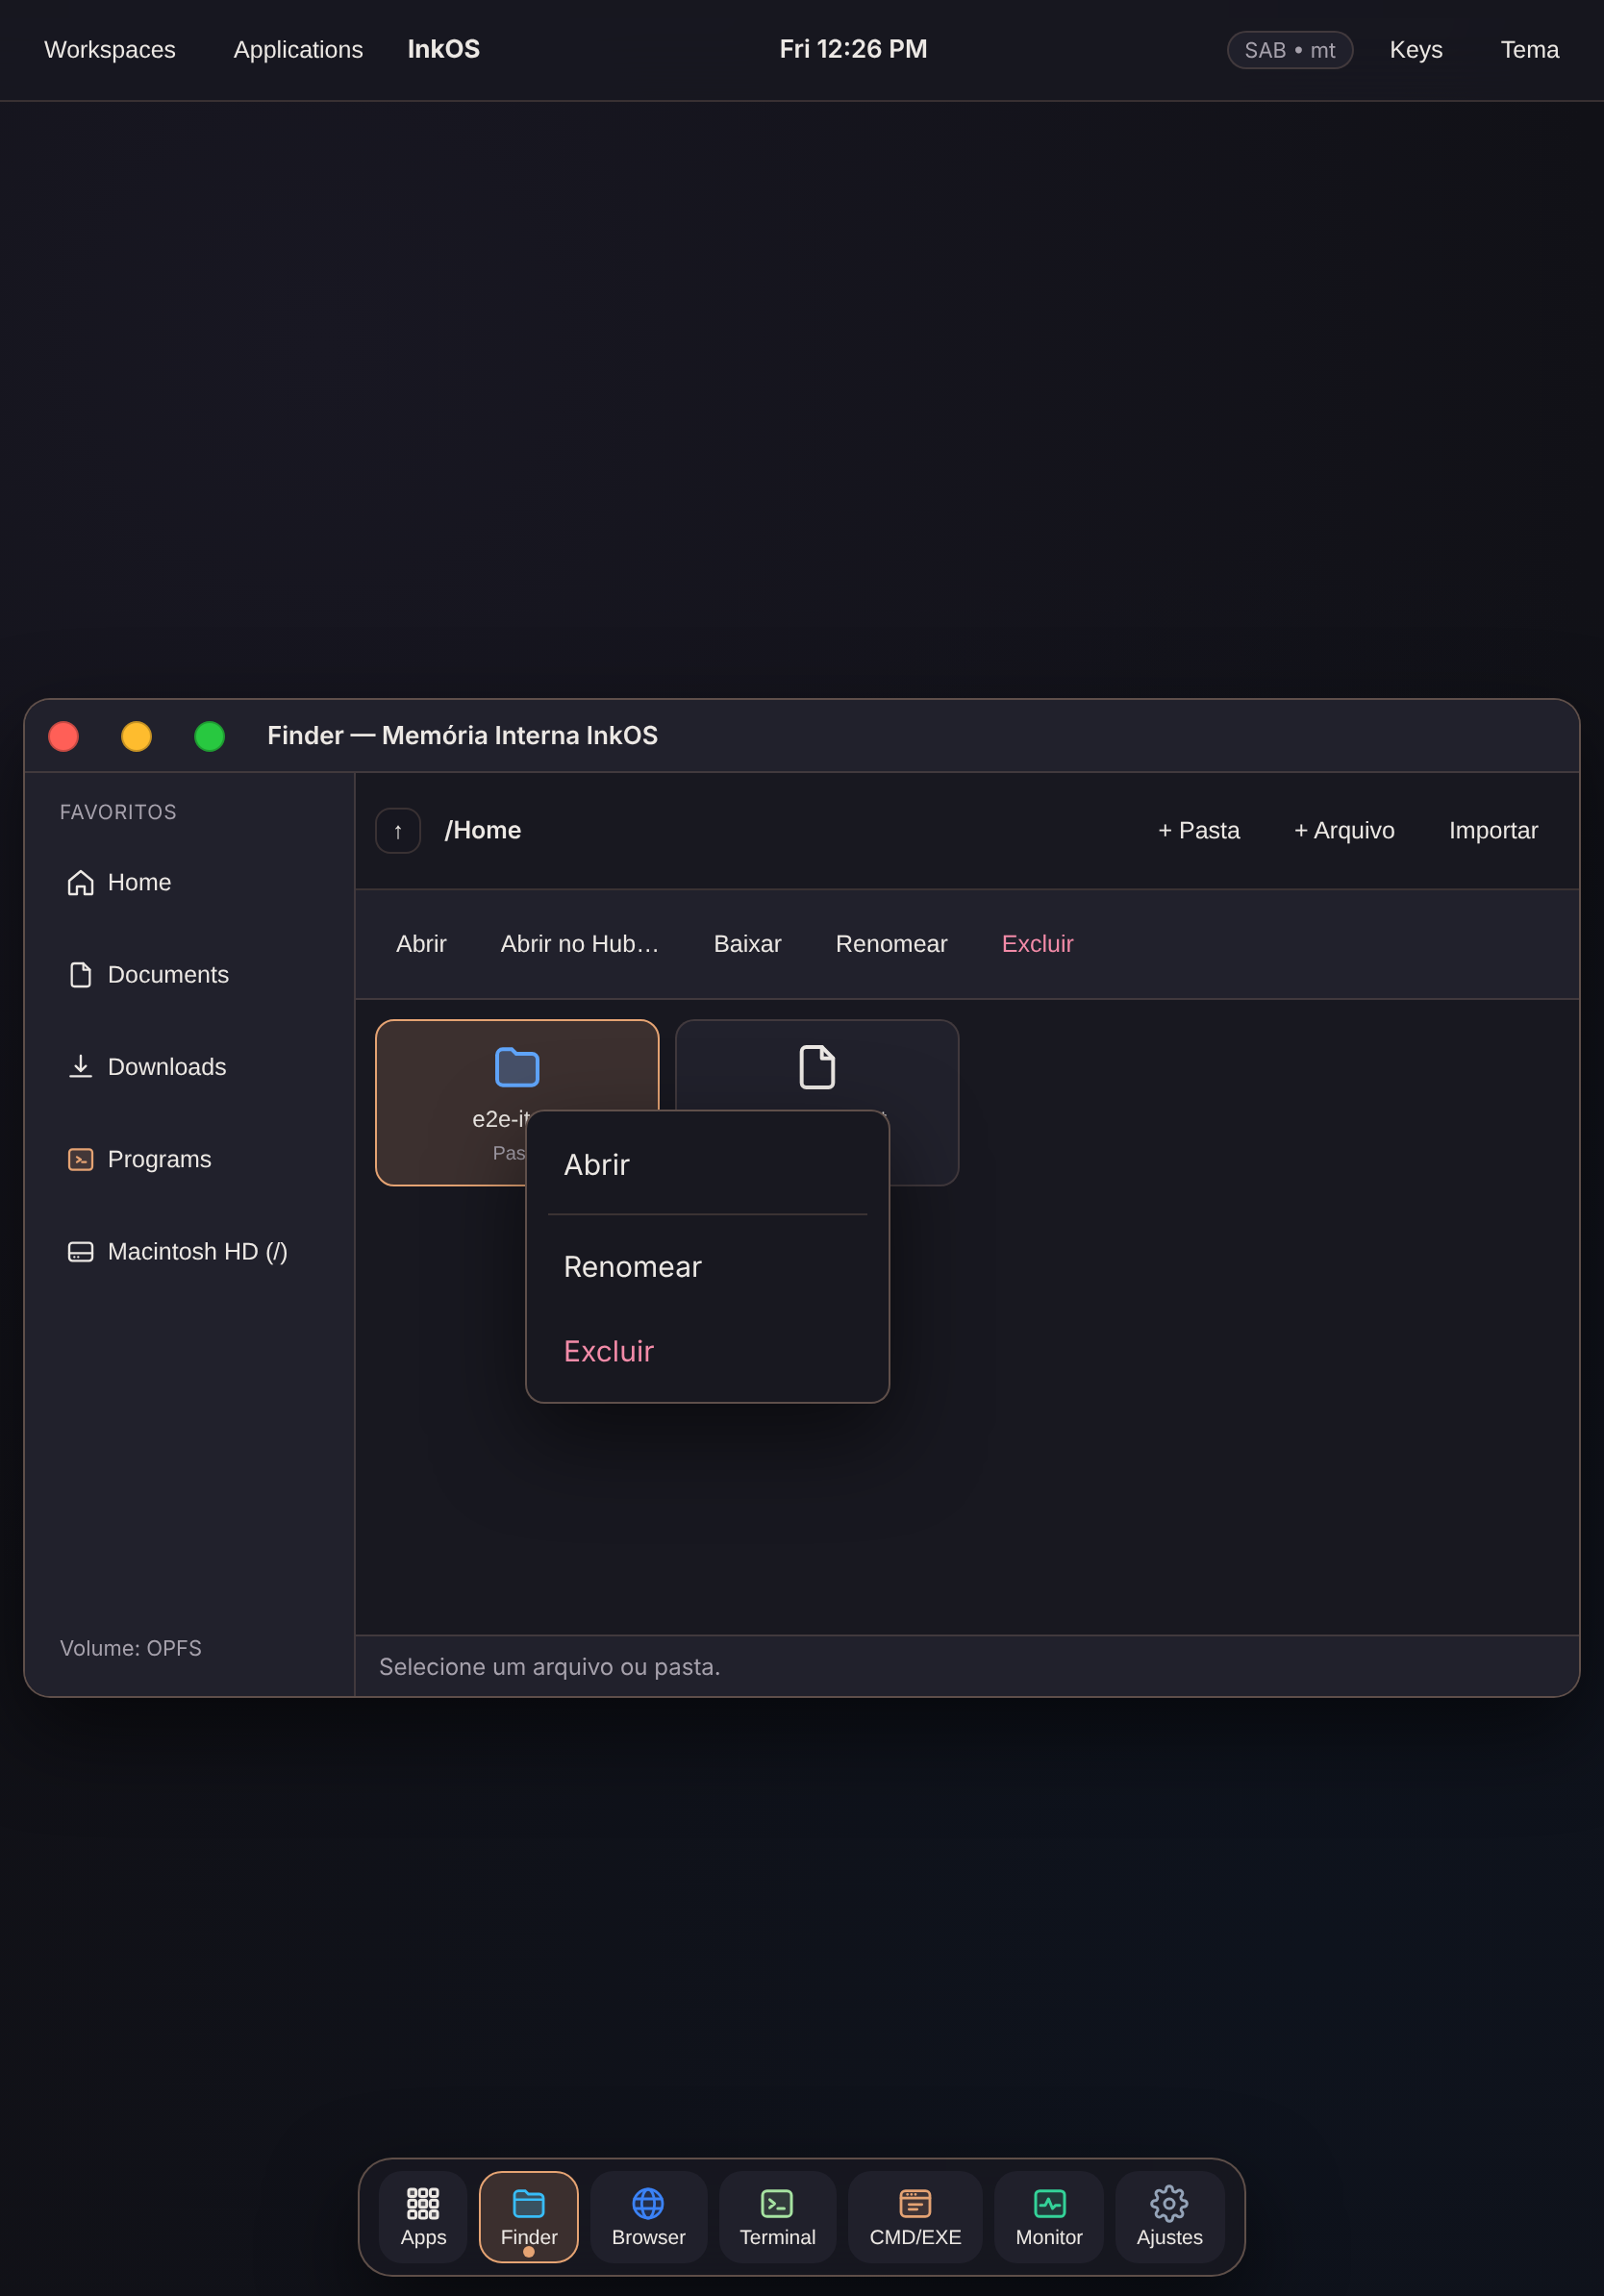 Workspaces Applications InkOS Fri 12:26 PM SAB • mt Keys Tema
Finder — Memória Interna InkOS
FAVORITOS
Home
Documents
Downloads
Programs
Macintosh HD (/)
Volume: OPFS
↑ /Home + Pasta + Arquivo Importar
Abrir Abrir no Hub… Baixar Renomear Excluir
Abrir
Renomear
Excluir
Selecione um arquivo ou pasta.
Apps Finder Browser Terminal CMD/EXE Monitor Ajustes